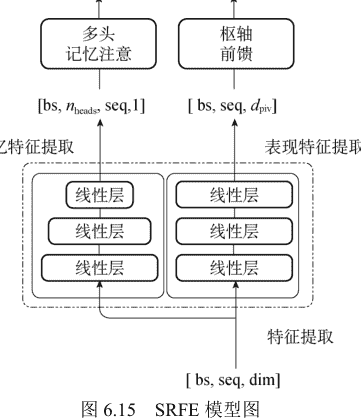 多头
记忆注意
枢轴
前馈
[bs, nheads, seq,1]
[ bs, seq, dpiv]
忆特征提取
表现特征提取
线性层
线性层
线性层
线性层
线性层
线性层
特征提取
[ bs, seq, dim]
图 6.15 SRFE 模型图